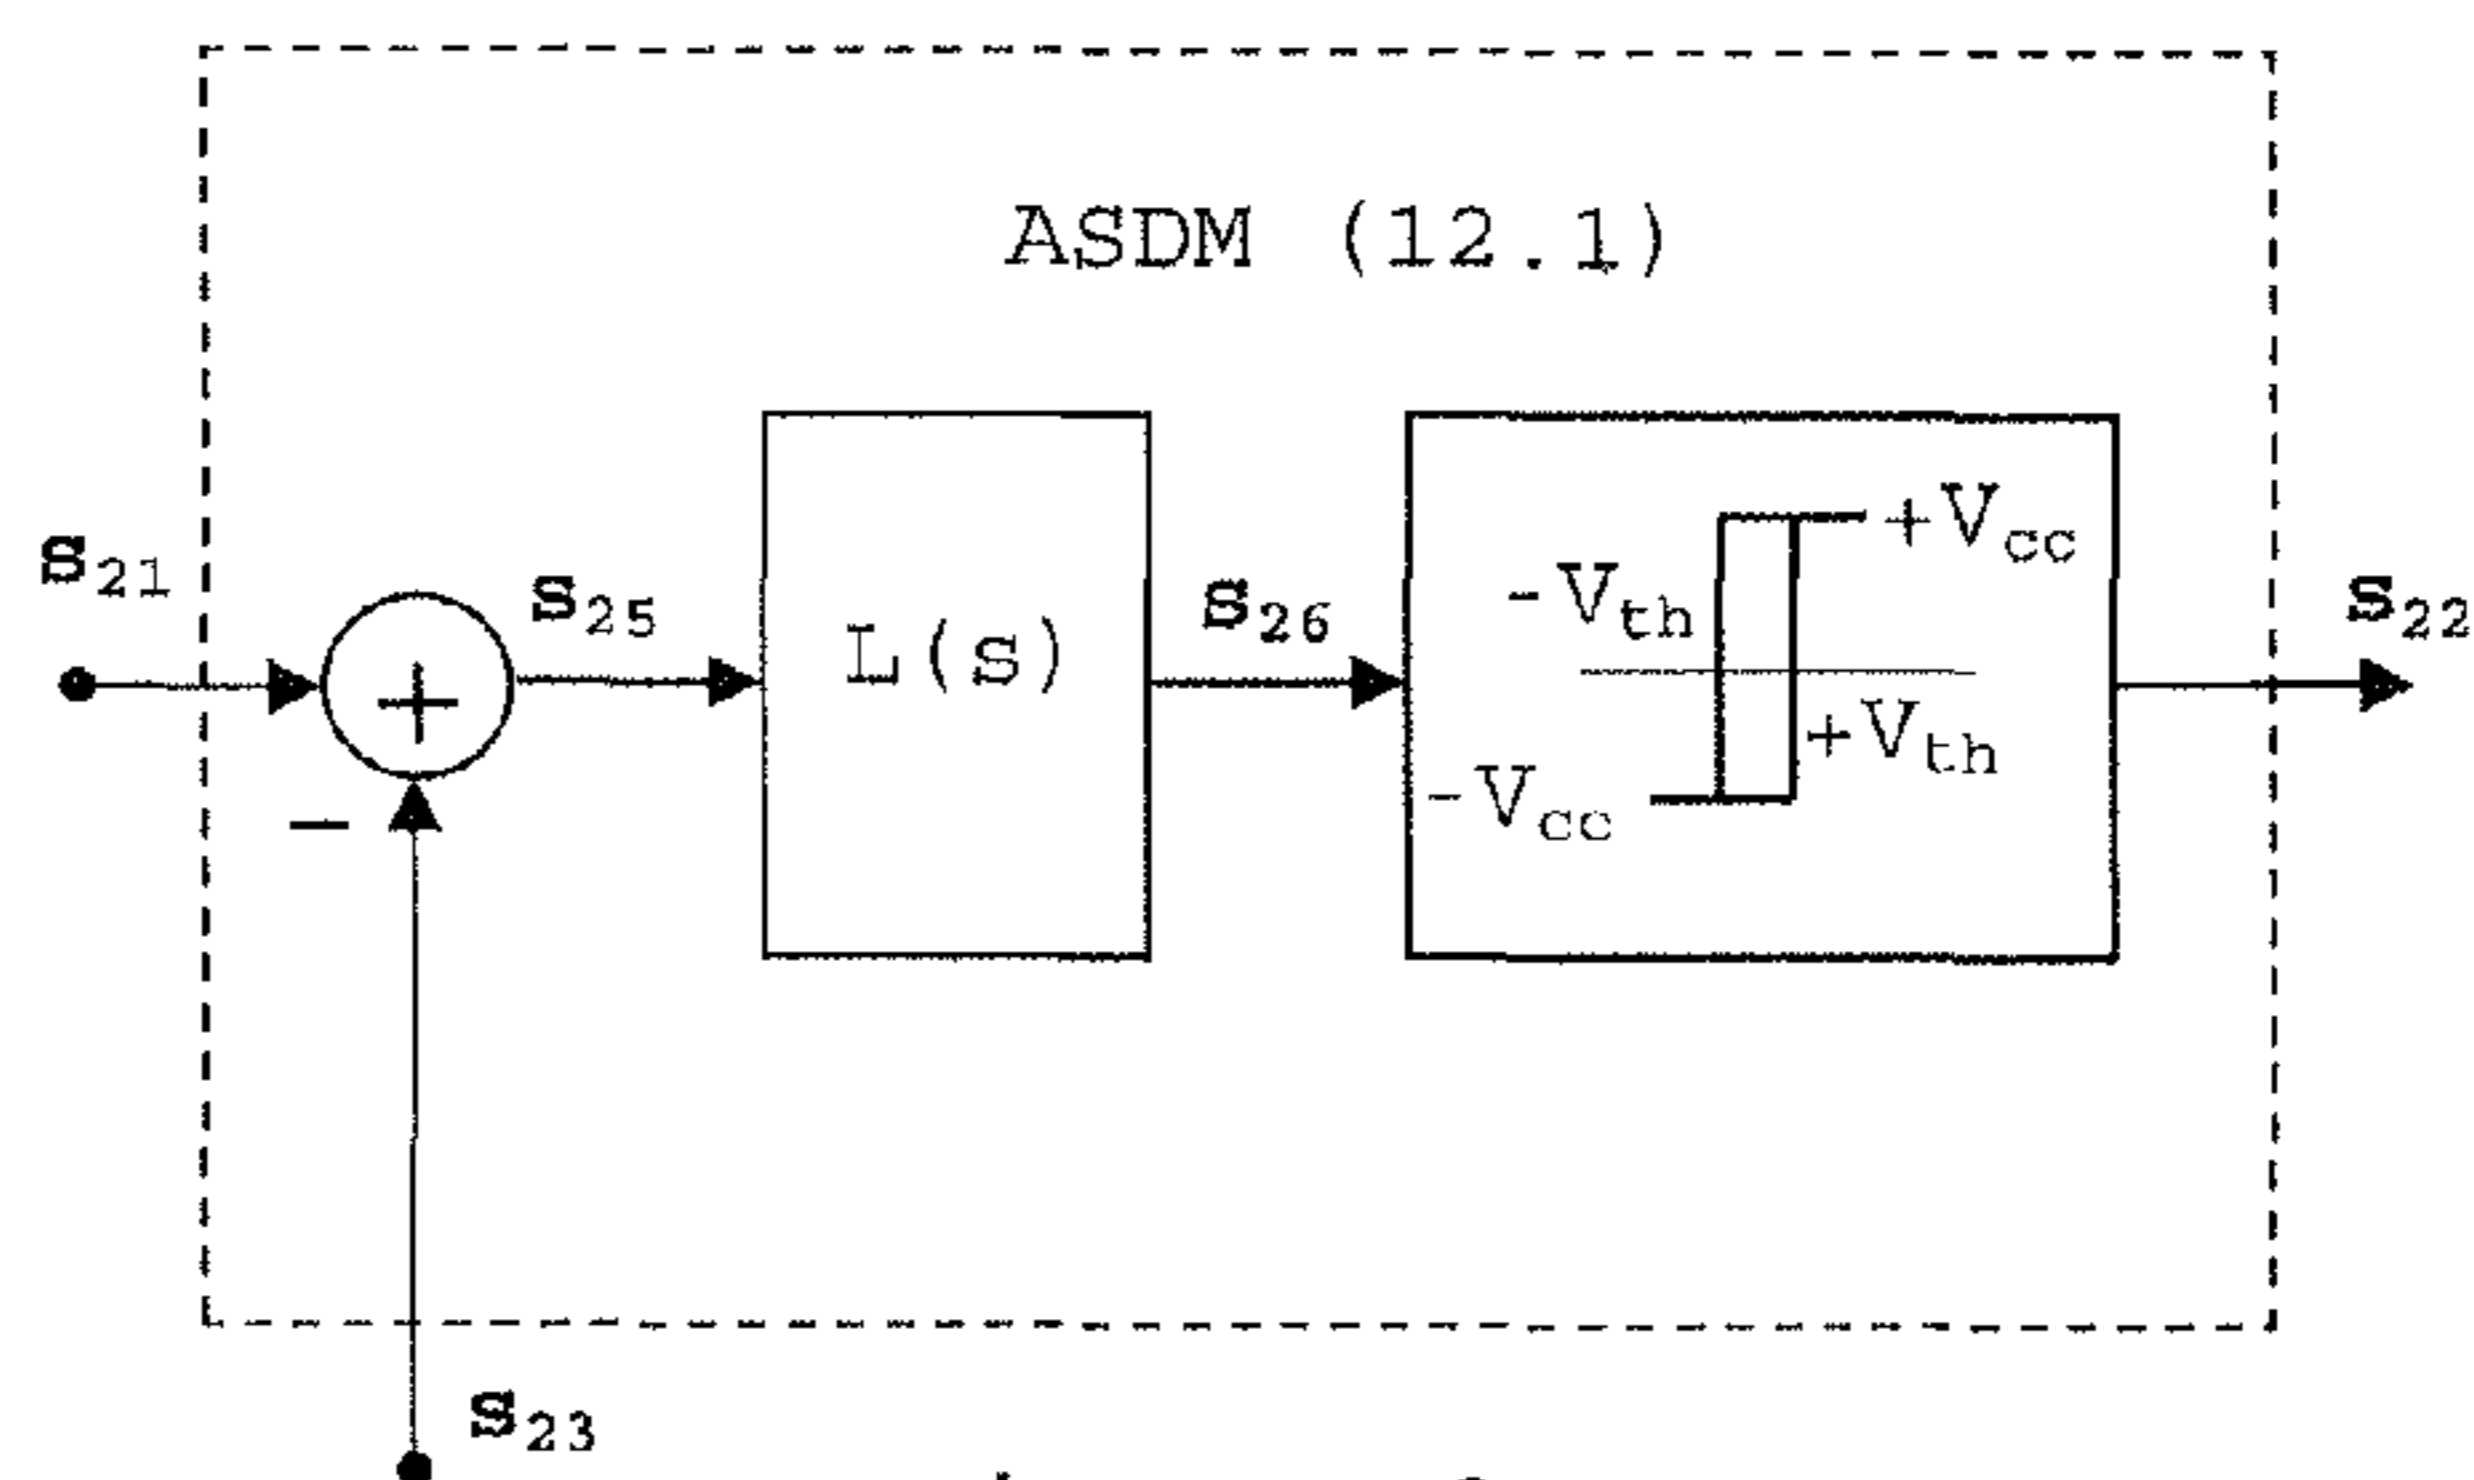 ASDM (12.1)
s21
+
−
s25
L(s)
s26
+Vcc
-Vth
+Vth
-Vcc
s22
s23